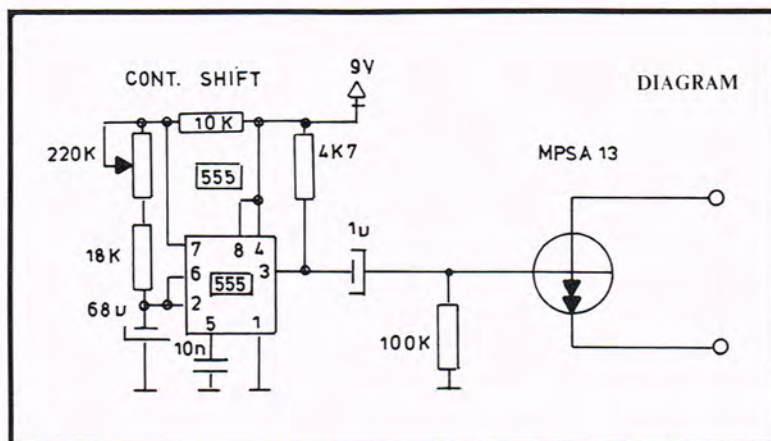 CONT. SHIFT
9V
DIAGRAM
10K
220K
555
4K7
MPSA 13
7
8
4
1u
18K
6
555
3
2
68u
5
1
10n
100K